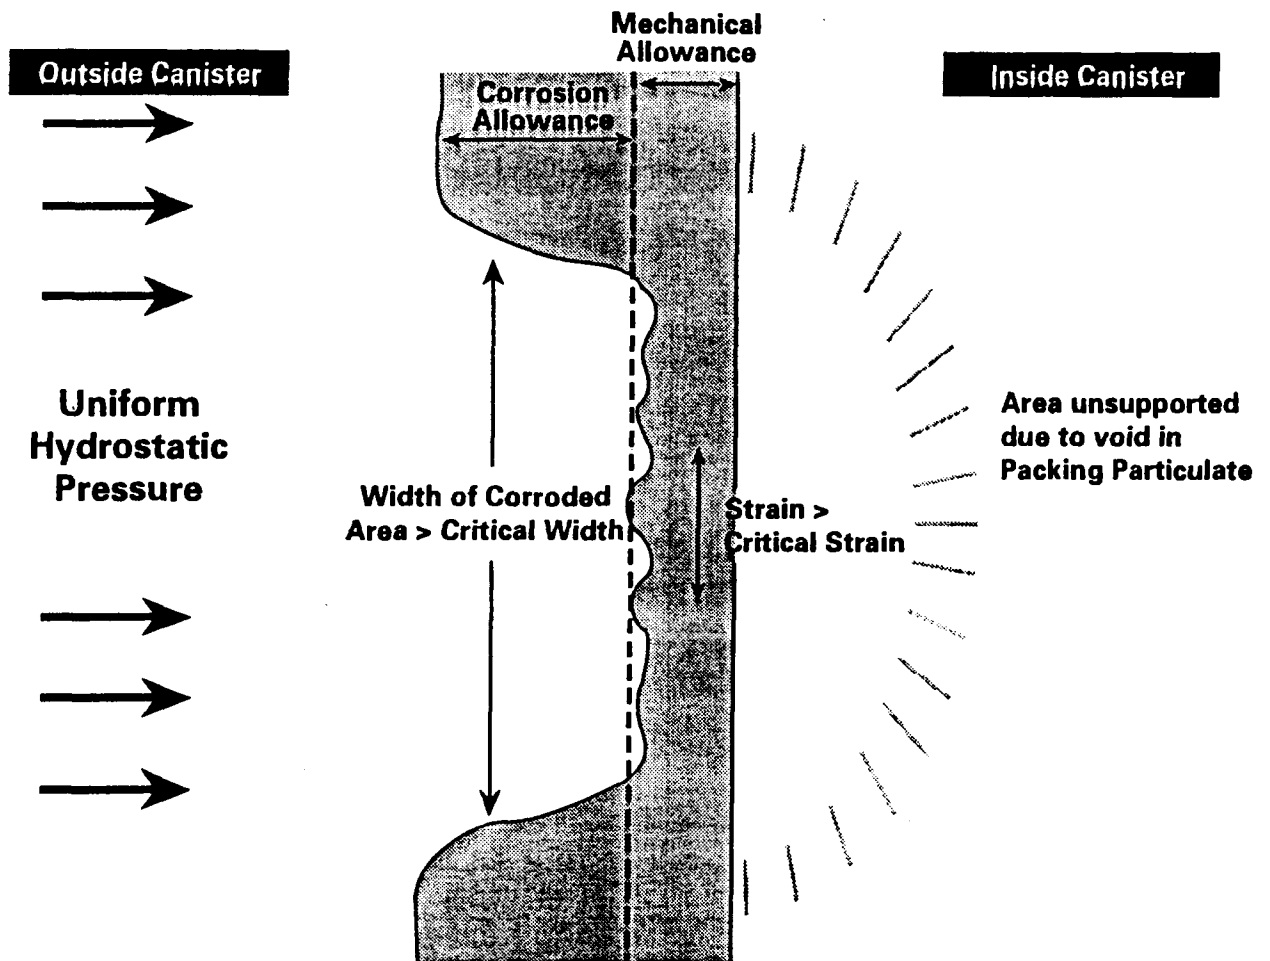 Mechanical
Allowance
Outside Canister
Inside Canister
Corrosion
Allowance
Uniform
Hydrostatic
Pressure
Width of Corroded
Area > Critical Width
Strain >
Critical Strain
Area unsupported
due to void in
Packing Particulate